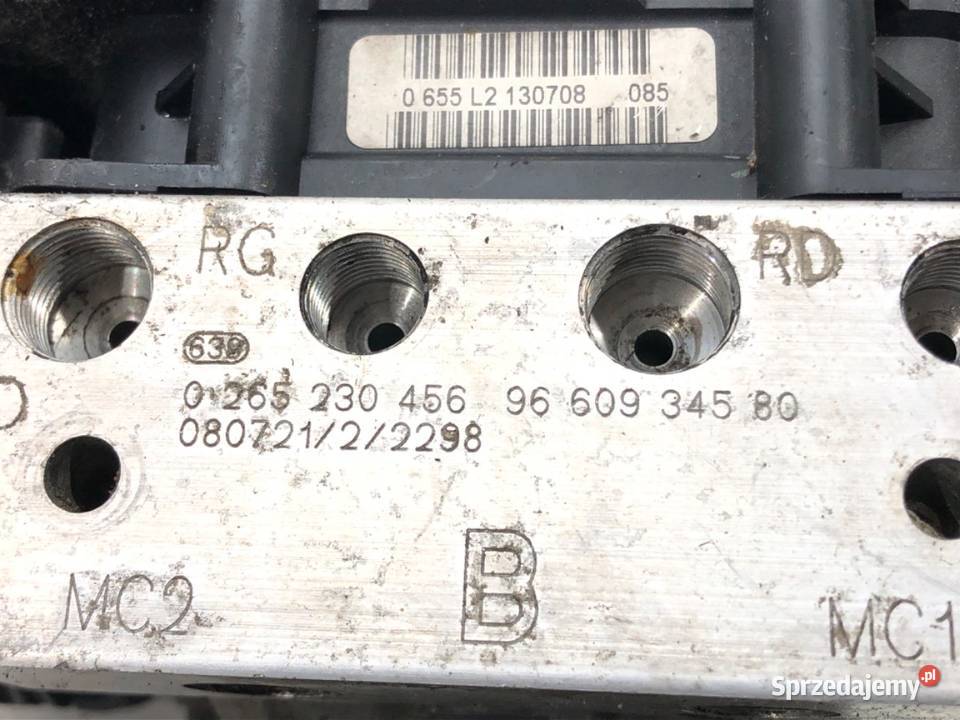 0 655 L2 130708 085
RG RD
639
0 265 230 456 96 609 345 80
080721/2/2298
B
MC2 MC1
Sprzedajemy.pl